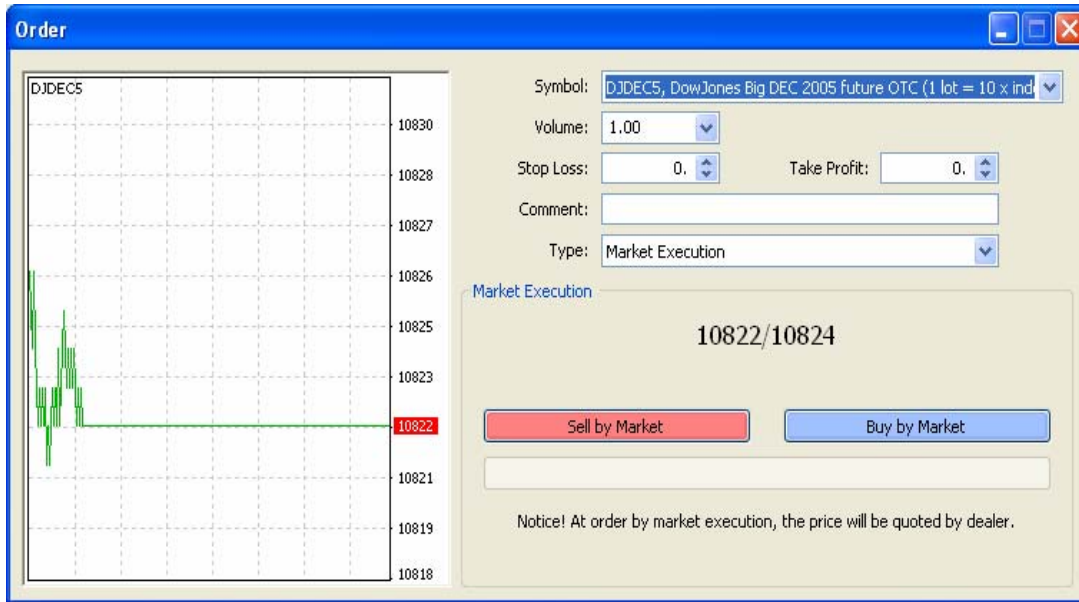 Order
DJDEC5
10830
10828
10827
10826
10825
10823
10822
10821
10819
10818
Symbol: DJDEC5, DowJones Big DEC 2005 future OTC (1 lot = 10 x ind
Volume: 1.00
Stop Loss: 0. Take Profit: 0.
Comment:
Type: Market Execution
Market Execution
10822/10824
Sell by Market Buy by Market
Notice! At order by market execution, the price will be quoted by dealer.